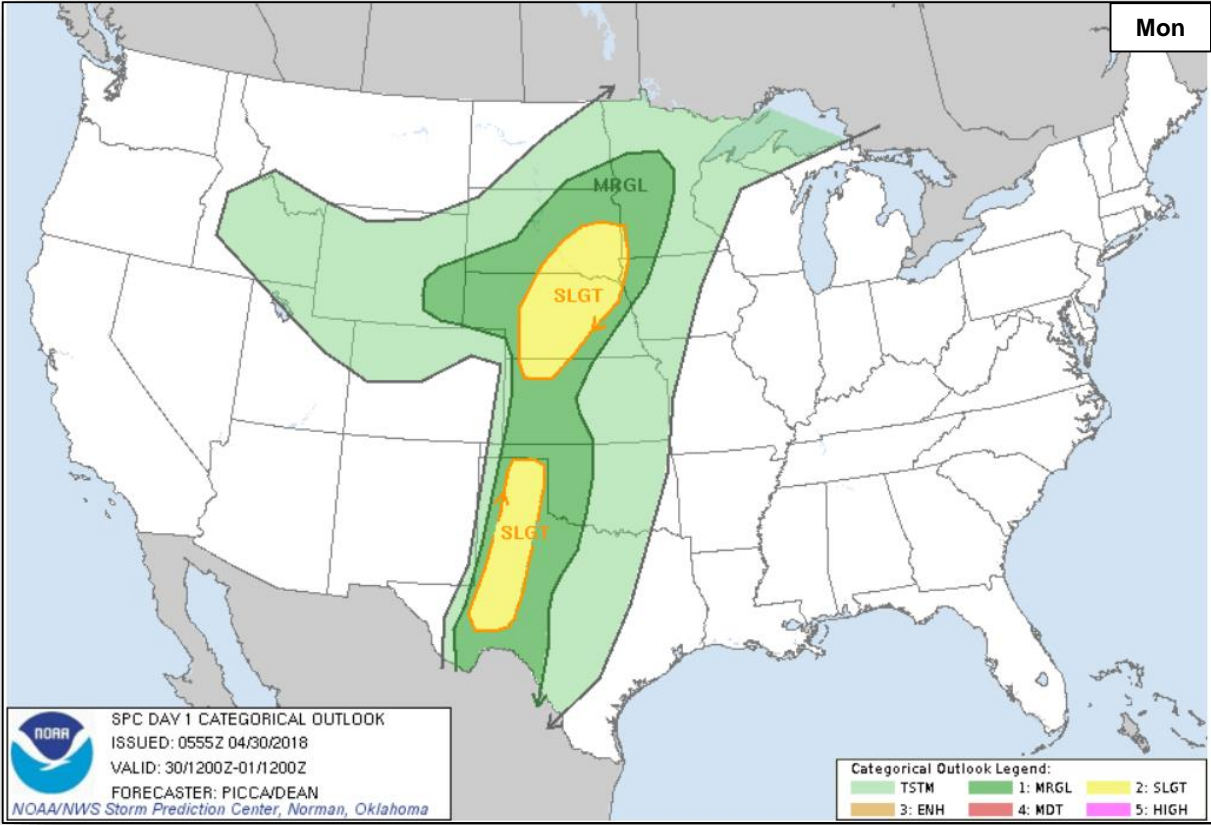 Mon
MRGL
SLGT
SLGT
NOAA
SPC DAY 1 CATEGORICAL OUTLOOK
ISSUED: 0555Z 04/30/2018
VALID: 30/1200Z-01/1200Z
FORECASTER: PICCA/DEAN
NOAA/NWS Storm Prediction Center, Norman, Oklahoma
Categorical Outlook Legend:
TSTM 1: MRGL 2: SLGT
3: ENH 4: MDT 5: HIGH